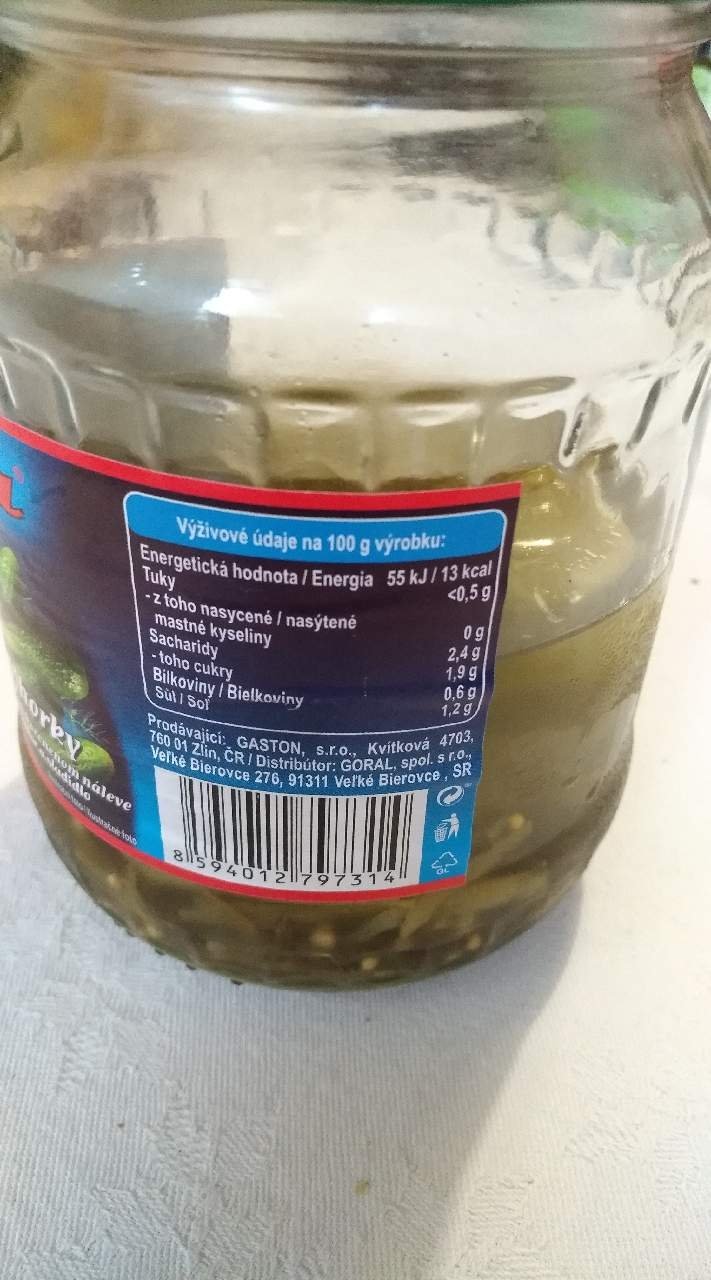 Výživové údaje na 100 g výrobku:
Energetická hodnota / Energia 55 kJ / 13 kcal
Tuky <0,5 g
- z toho nasycené / nasýtené
mastné kyseliny 0 g
Sacharidy 2,4 g
- toho cukry 1,9 g
Bílkoviny / Bielkoviny 0,6 g
Sůl / Soľ 1,2 g
Prodávající: GASTON, s.r.o., Kvítková 4703,
760 01 Zlín, ČR / Distribútor: GORAL, spol. s r.o.,
Veľké Bierovce 276, 91311 Veľké Bierovce , SR
8 594012 797314
GL
náleve